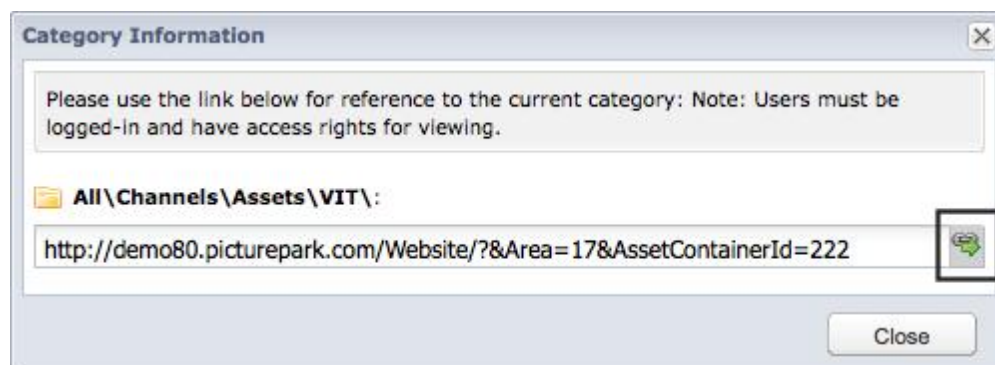 Category Information
Please use the link below for reference to the current category: Note: Users must be
logged-in and have access rights for viewing.
All\Channels\Assets\VIT\:
http://demo80.picturepark.com/Website/?&Area=17&AssetContainerId=222
Close